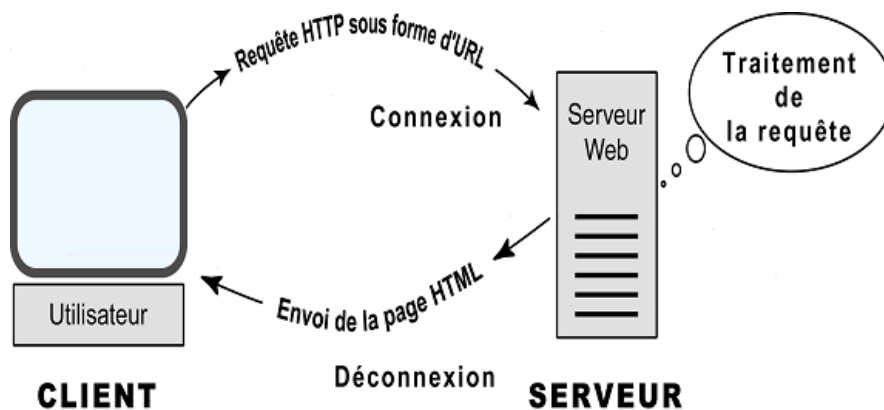 Requête HTTP sous forme d'URL
Connexion
Serveur
Web
Traitement
de
la requête
Utilisateur
Envoi de la page HTML
Déconnexion
CLIENT
SERVEUR